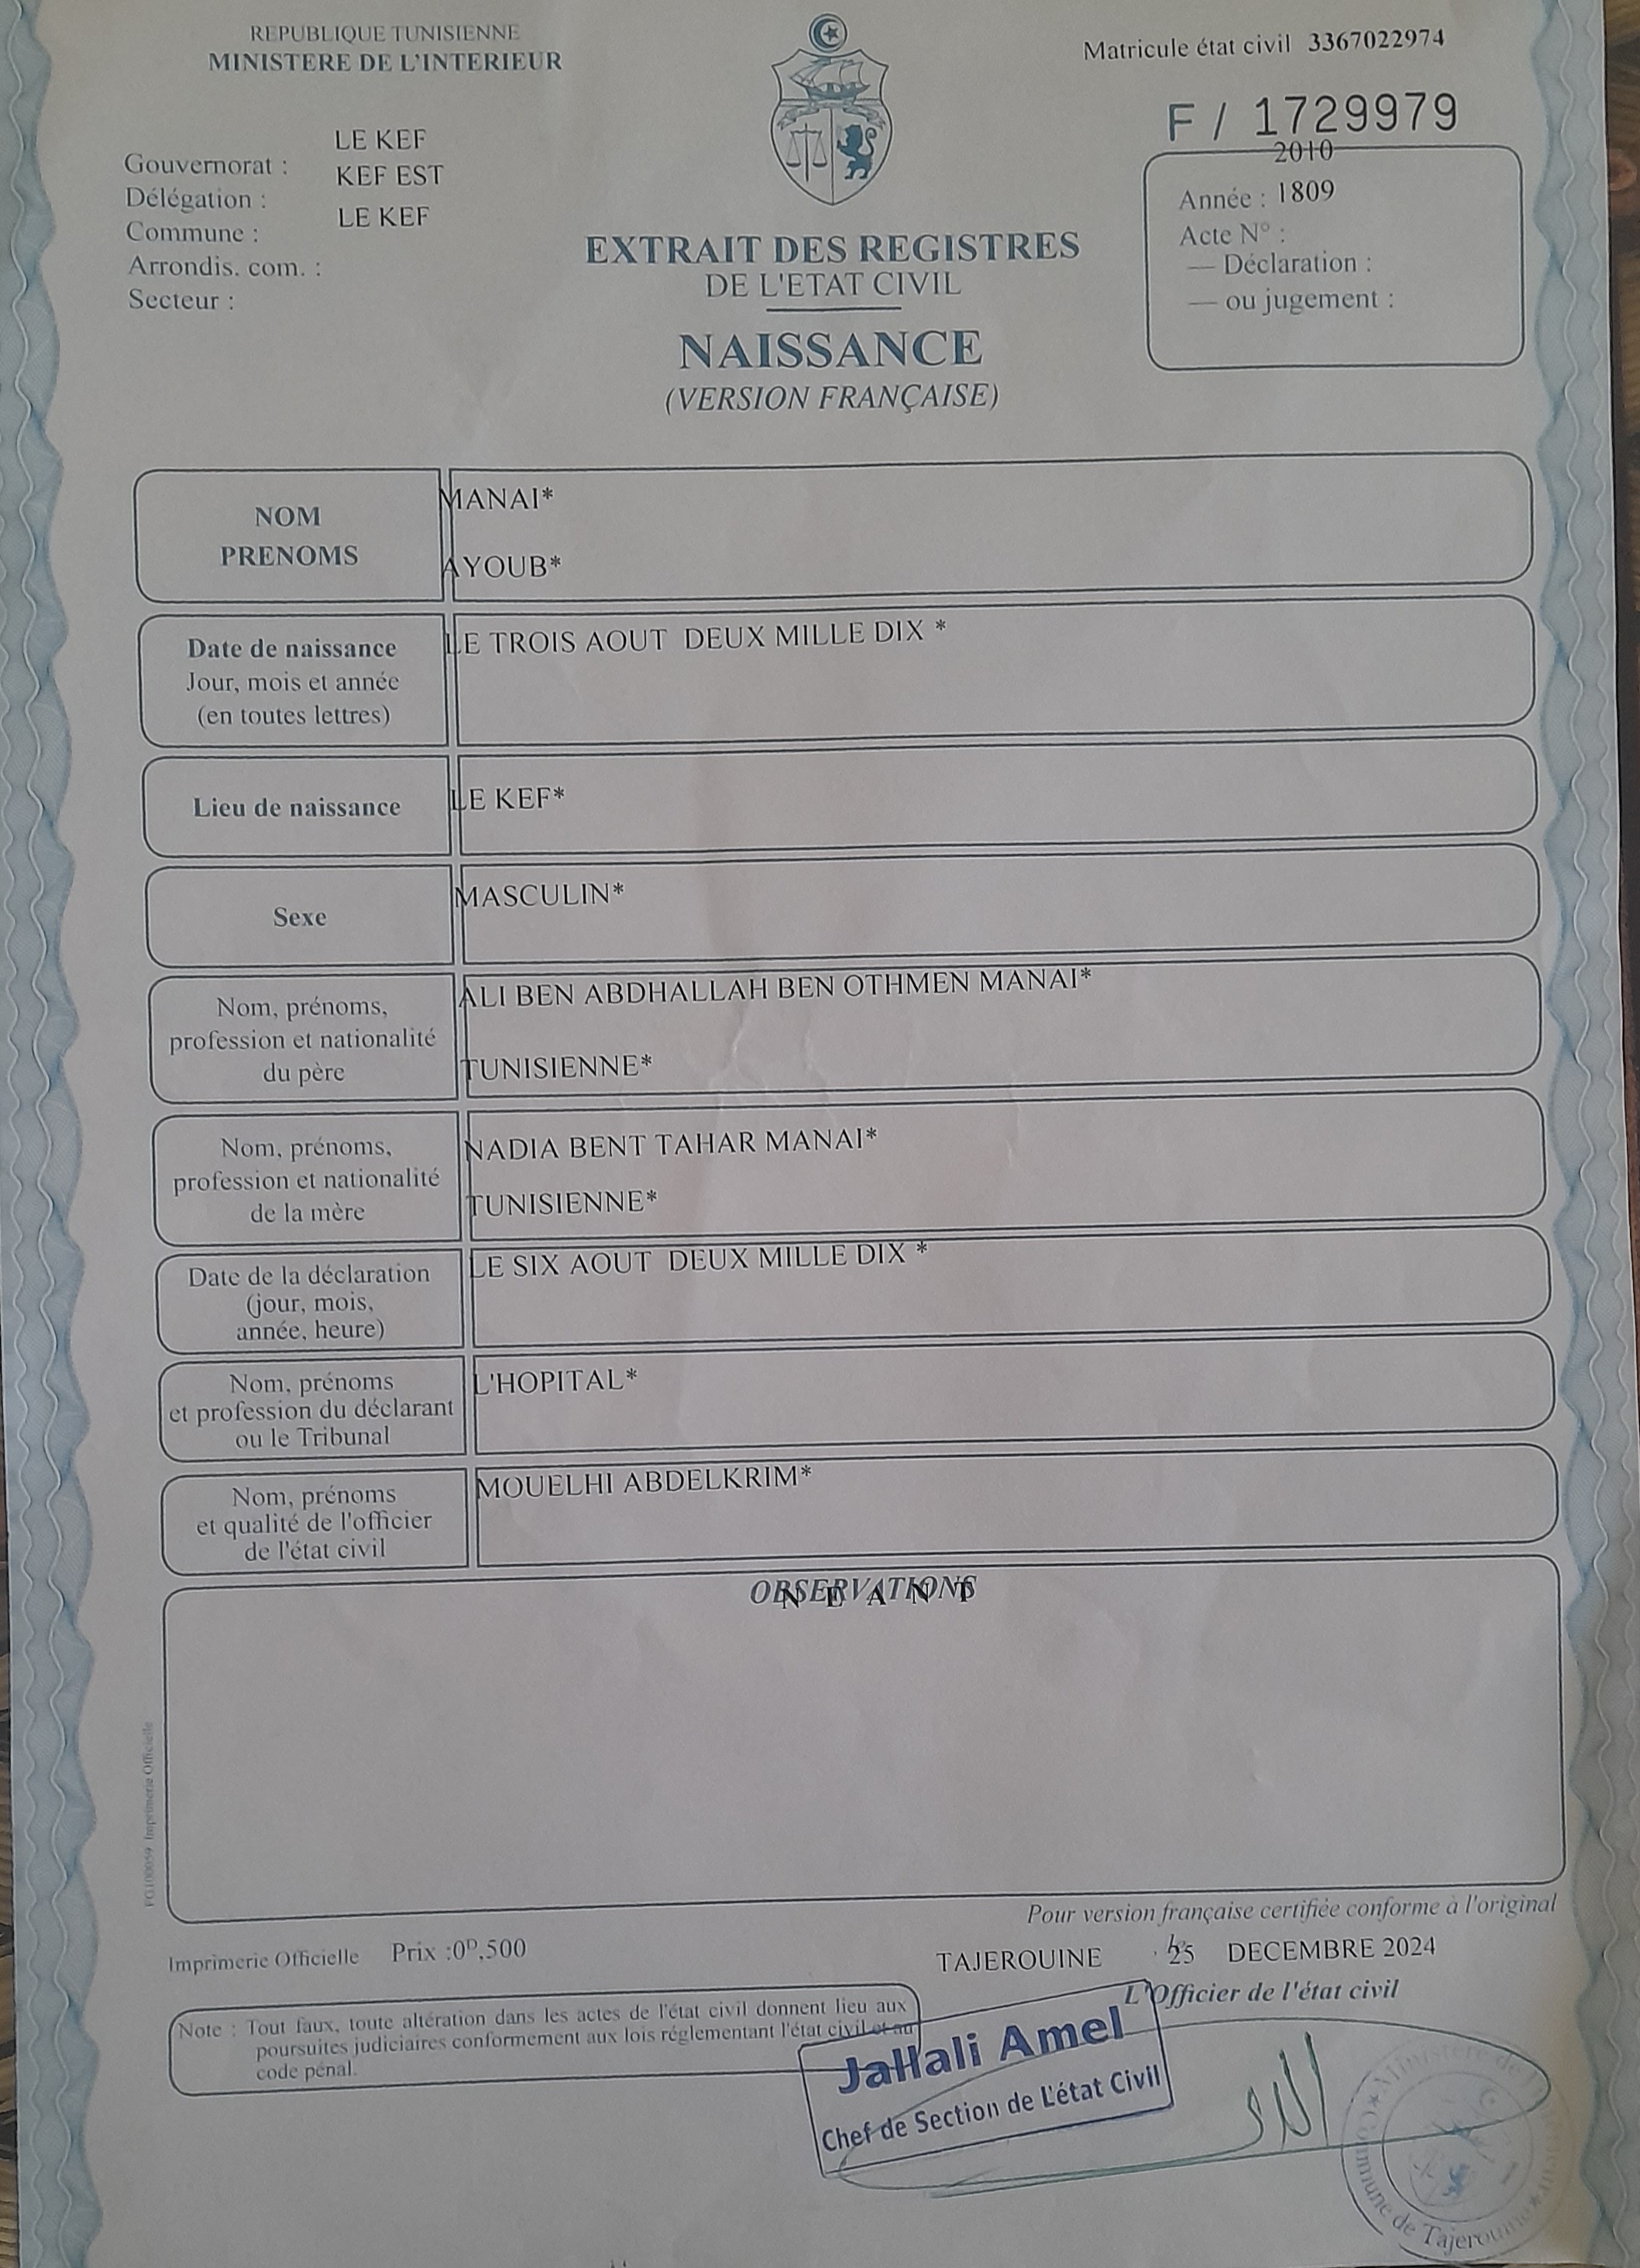 REPUBLIQUE TUNISIENNE
MINISTERE DE L'INTERIEUR
Matricule état civil 3367022974
F / 1729979
LE KEF
Gouvernorat :
KEF EST
Délégation :
LE KEF
Commune :
Arrondis. com. :
Secteur :
2010
Année : 1809
Acte N° :
— Déclaration :
— ou jugement :
EXTRAIT DES REGISTRES
DE L'ETAT CIVIL
NAISSANCE
(VERSION FRANÇAISE)
NOM
PRENOMS
MANAI*
AYOUB*
Date de naissance
Jour, mois et année
(en toutes lettres)
LE TROIS AOUT DEUX MILLE DIX *
Lieu de naissance
LE KEF*
Sexe
MASCULIN*
Nom, prénoms,
profession et nationalité
du père
ALI BEN ABDHALLAH BEN OTHMEN MANAI*
TUNISIENNE*
Nom, prénoms,
profession et nationalité
de la mère
NADIA BENT TAHAR MANAI*
TUNISIENNE*
Date de la déclaration
(jour, mois,
année, heure)
LE SIX AOUT DEUX MILLE DIX *
Nom, prénoms
et profession du déclarant
ou le Tribunal
L'HOPITAL*
Nom, prénoms
et qualité de l'officier
de l'état civil
MOUELHI ABDELKRIM*
OBSERVATIONS
N E A N T
FG100059 Imprimerie Officielle
Pour version française certifiée conforme à l'original
Imprimerie Officielle Prix :0ᴰ,500
TAJEROUINE 25 DECEMBRE 2024
L'Officier de l'état civil
Note : Tout faux, toute altération dans les actes de l'état civil donnent lieu aux
poursuites judiciaires conformement aux lois réglementant l'état civil et au
code pénal.
Jallali Amel
Chef de Section de L'état Civil
Ministère de
Commune de Tajerouine